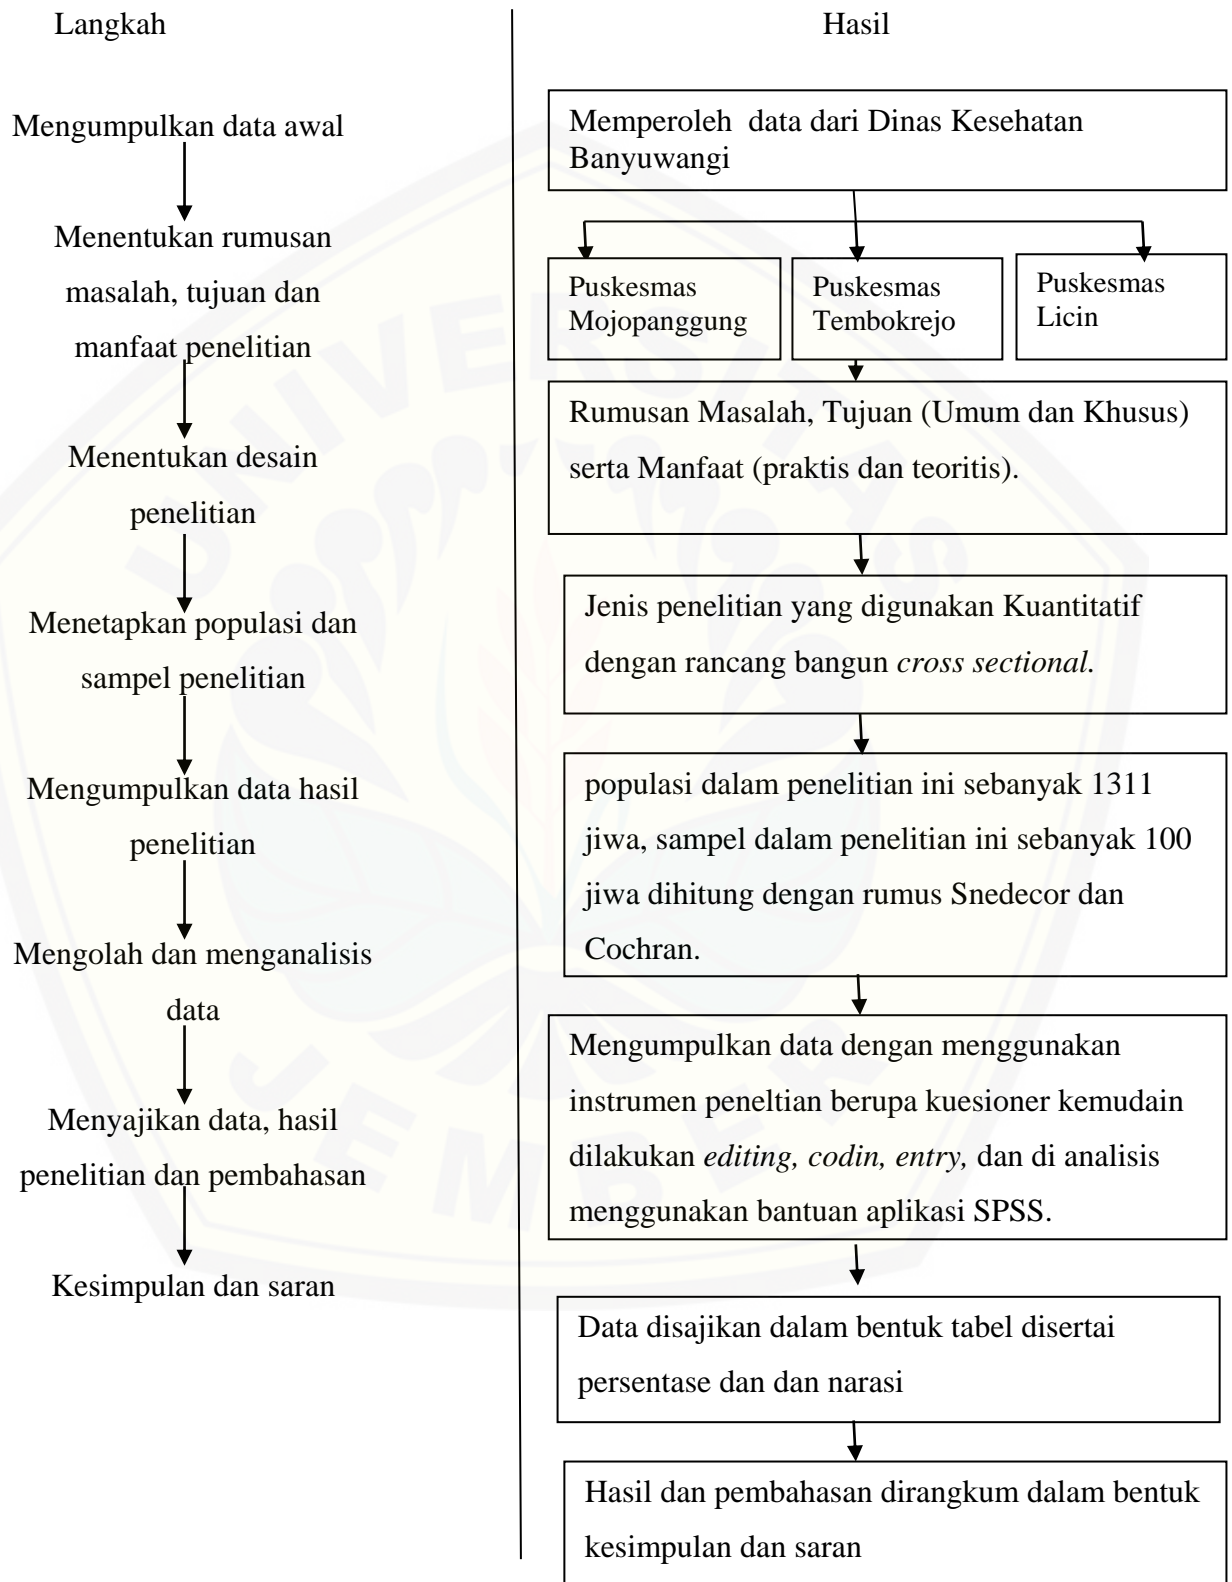 Langkah
Hasil
Mengumpulkan data awal
Menentukan rumusan
masalah, tujuan dan
manfaat penelitian
Menentukan desain
penelitian
Menetapkan populasi dan
sampel penelitian
Mengumpulkan data hasil
penelitian
Mengolah dan menganalisis
data
Menyajikan data, hasil
penelitian dan pembahasan
Kesimpulan dan saran
Memperoleh data dari Dinas Kesehatan
Banyuwangi
Puskesmas
Mojopanggung
Puskesmas
Tembokrejo
Puskesmas
Licin
Rumusan Masalah, Tujuan (Umum dan Khusus)
serta Manfaat (praktis dan teoritis).
Jenis penelitian yang digunakan Kuantitatif
dengan rancang bangun cross sectional.
populasi dalam penelitian ini sebanyak 1311
jiwa, sampel dalam penelitian ini sebanyak 100
jiwa dihitung dengan rumus Snedecor dan
Cochran.
Mengumpulkan data dengan menggunakan
instrumen peneltian berupa kuesioner kemudain
dilakukan editing, codin, entry, dan di analisis
menggunakan bantuan aplikasi SPSS.
Data disajikan dalam bentuk tabel disertai
persentase dan dan narasi
Hasil dan pembahasan dirangkum dalam bentuk
kesimpulan dan saran
UNIVERSITAS
JEMBER